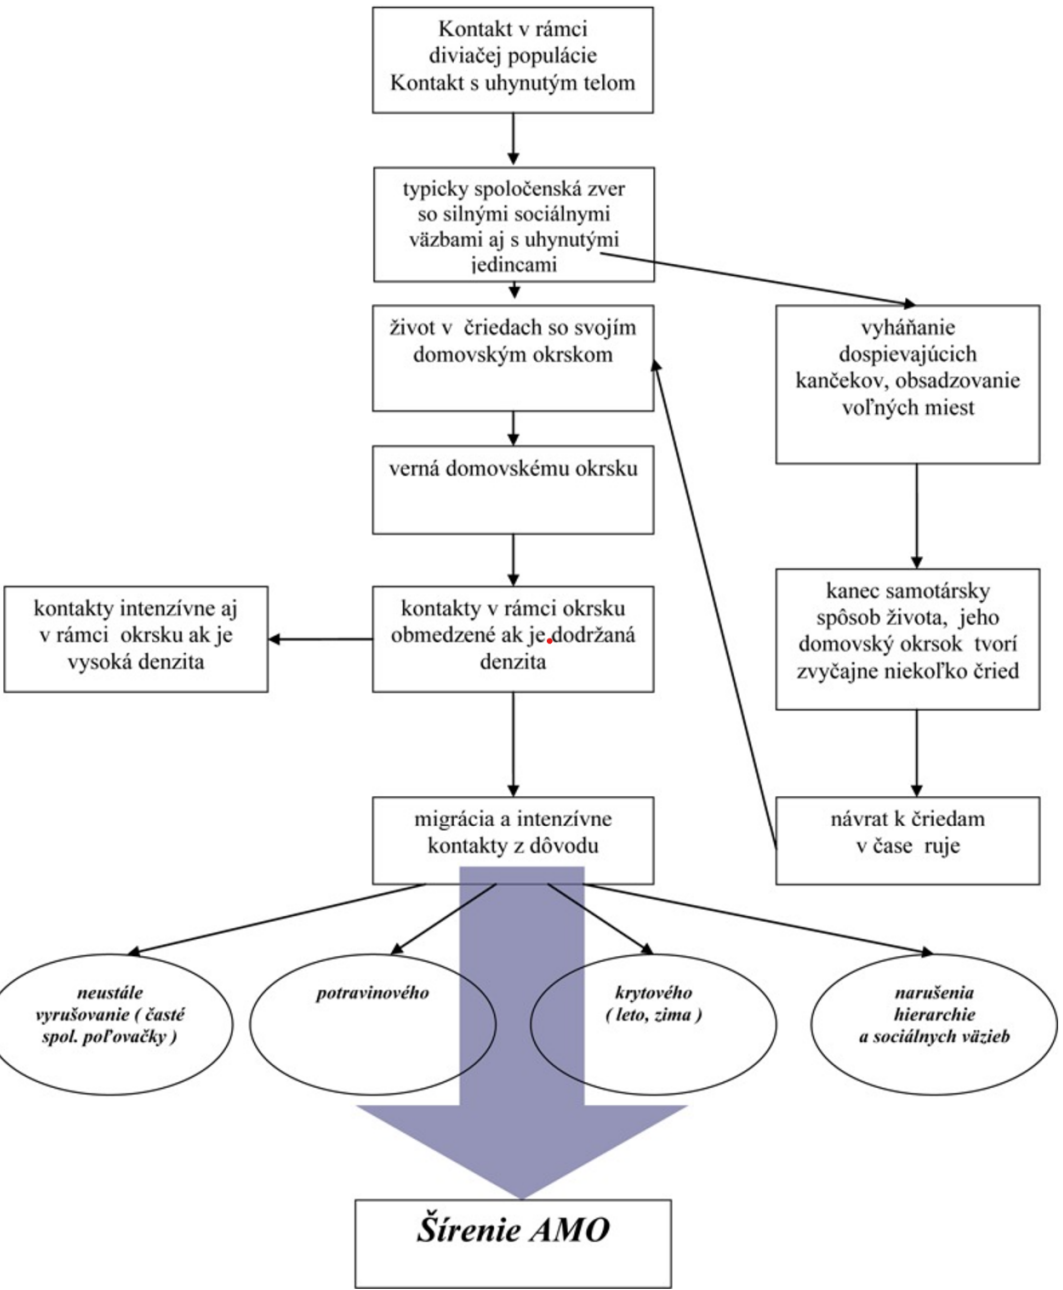 Kontakt v rámci
diviačej populácie
Kontakt s uhynutým telom
typicky spoločenská zver
so silnými sociálnymi
väzbami aj s uhynutými
jedincami
život v čriedach so svojím
domovským okrskom
vyháňanie
dospievajúcich
kančekov, obsadzovanie
voľných miest
verná domovskému okrsku
kontakty intenzívne aj
v rámci okrsku ak je
vysoká denzita
kontakty v rámci okrsku
obmedzené ak je dodržaná
denzita
kanec samotársky
spôsob života, jeho
domovský okrsok tvorí
zvyčajne niekoľko čried
migrácia a intenzívne
kontakty z dôvodu
návrat k čriedam
v čase ruje
neustále
vyrušovanie ( časté
spol. poľovačky )
potravinového
krytového
( leto, zima )
narušenia
hierarchie
a sociálnych väzieb
Šírenie AMO